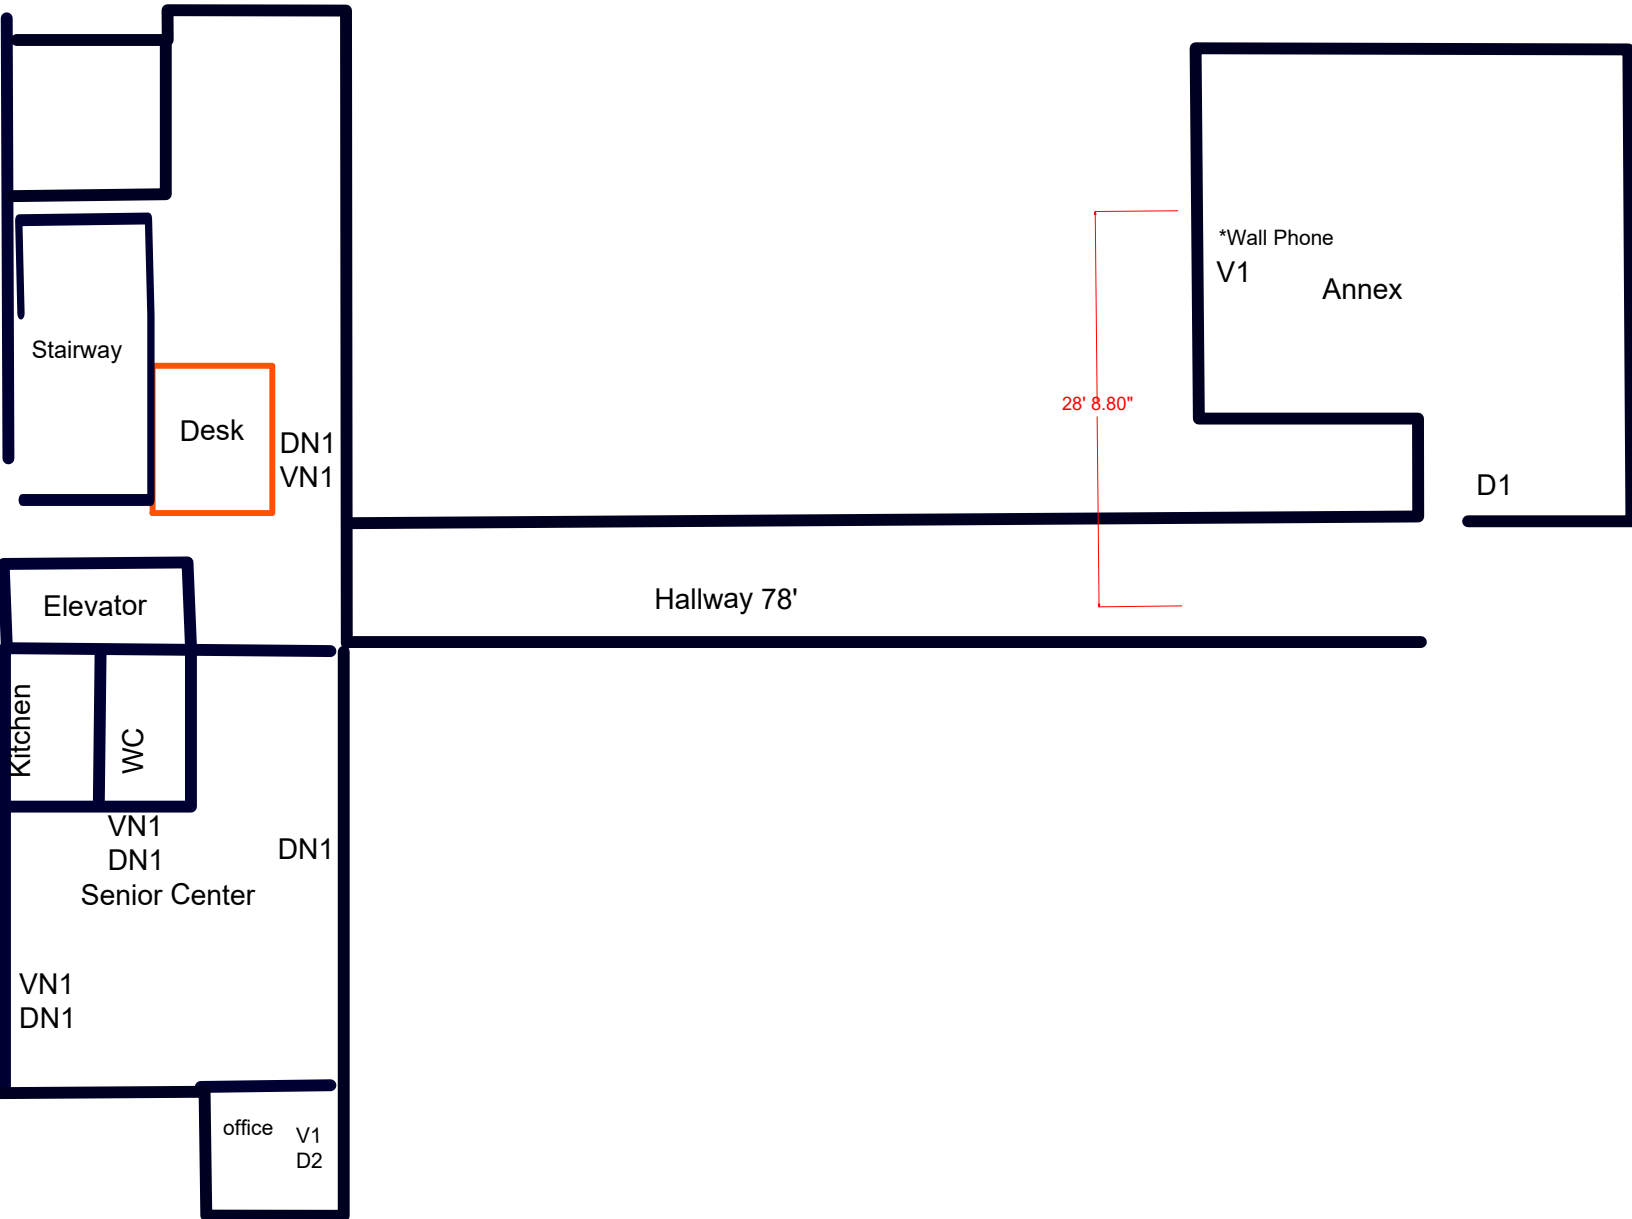 *Wall Phone
V1
Annex
Stairway
28' 8.80"
Desk
DN1
VN1
D1
Hallway 78'
Elevator
Kitchen
WC
VN1
DN1
DN1
Senior Center
VN1
DN1
office
V1
D2